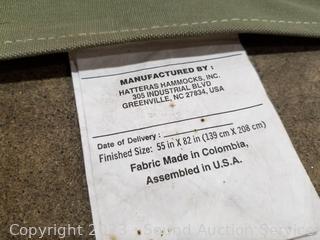 MANUFACTURED BY :
HATTERAS HAMMOCKS, INC.
305 INDUSTRIAL BLVD
GREENVILLE, NC 27834, USA
Date of Delivery :
Finished Size: 55 in X 82 in (139 cm X 208 cm)
Fabric Made in Colombia,
Assembled in U.S.A.
Copyright 2023 Sound Auction Service